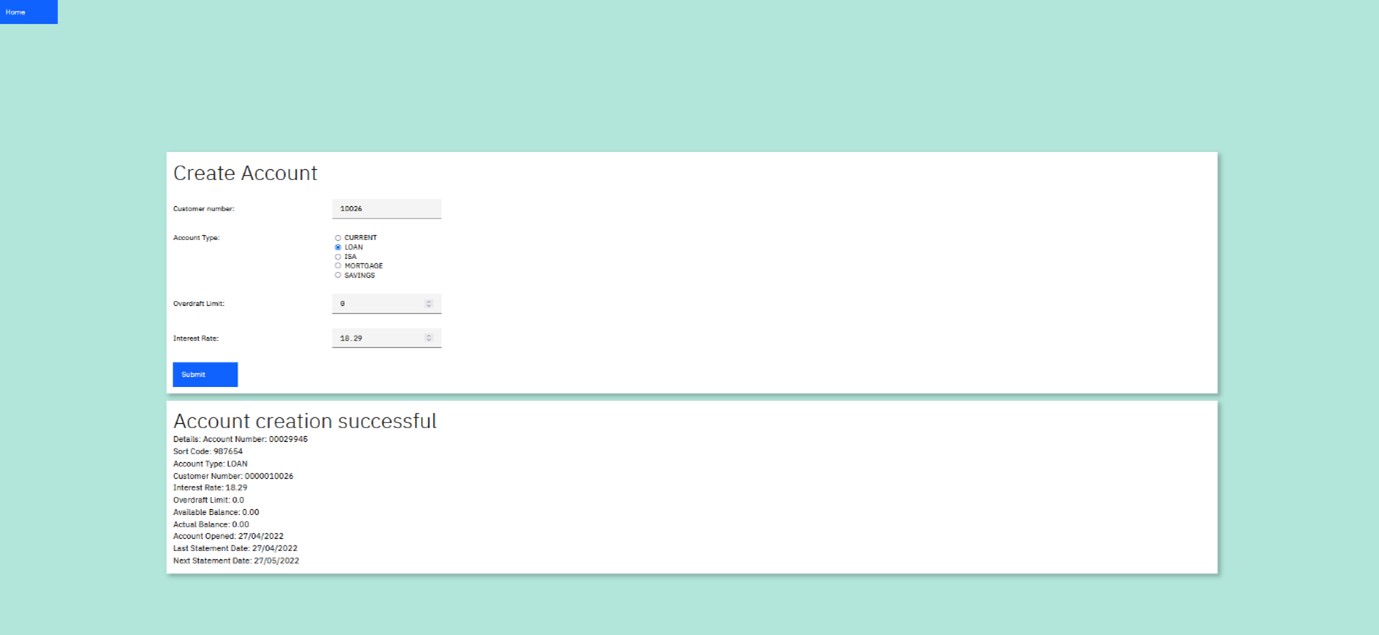 Home
Create Account
Customer number: 10026
Account Type: CURRENT
LOAN
ISA
MORTGAGE
SAVINGS
Overdraft Limit: 0
Interest Rate: 18.29
Submit
Account creation successful
Details: Account Number: 00029945
Sort Code: 987654
Account Type: LOAN
Customer Number: 0000010026
Interest Rate: 18.29
Overdraft Limit: 0.0
Available Balance: 0.00
Actual Balance: 0.00
Account Opened: 27/04/2022
Last Statement Date: 27/04/2022
Next Statement Date: 27/05/2022